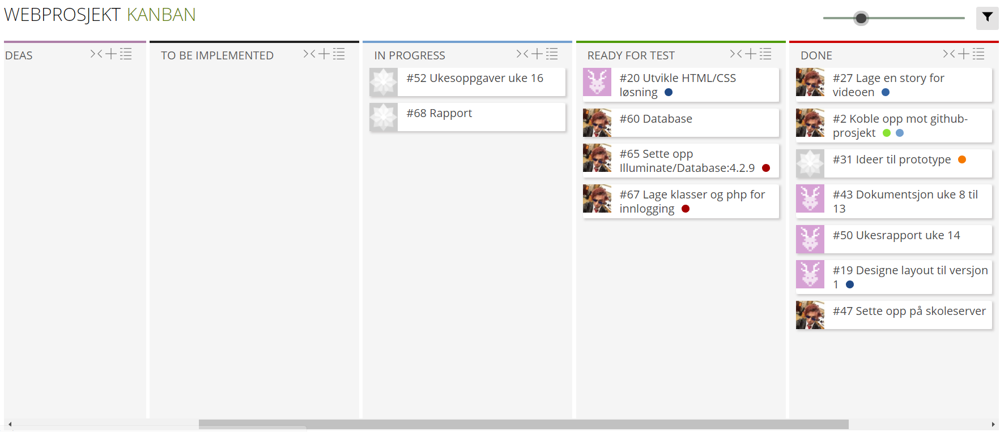 WEBPROSJEKT KANBAN
DEAS
TO BE IMPLEMENTED
IN PROGRESS
#52 Ukesoppgaver uke 16
#68 Rapport
READY FOR TEST
#20 Utvikle HTML/CSS
løsning
#60 Database
#65 Sette opp
Illuminate/Database:4.2.9
#67 Lage klasser og php for
innlogging
DONE
#27 Lage en story for
videoen
#2 Koble opp mot github-
prosjekt
#31 Ideer til prototype
#43 Dokumentsjon uke 8 til
13
#50 Ukesrapport uke 14
#19 Designe layout til versjon
1
#47 Sette opp på skoleserver